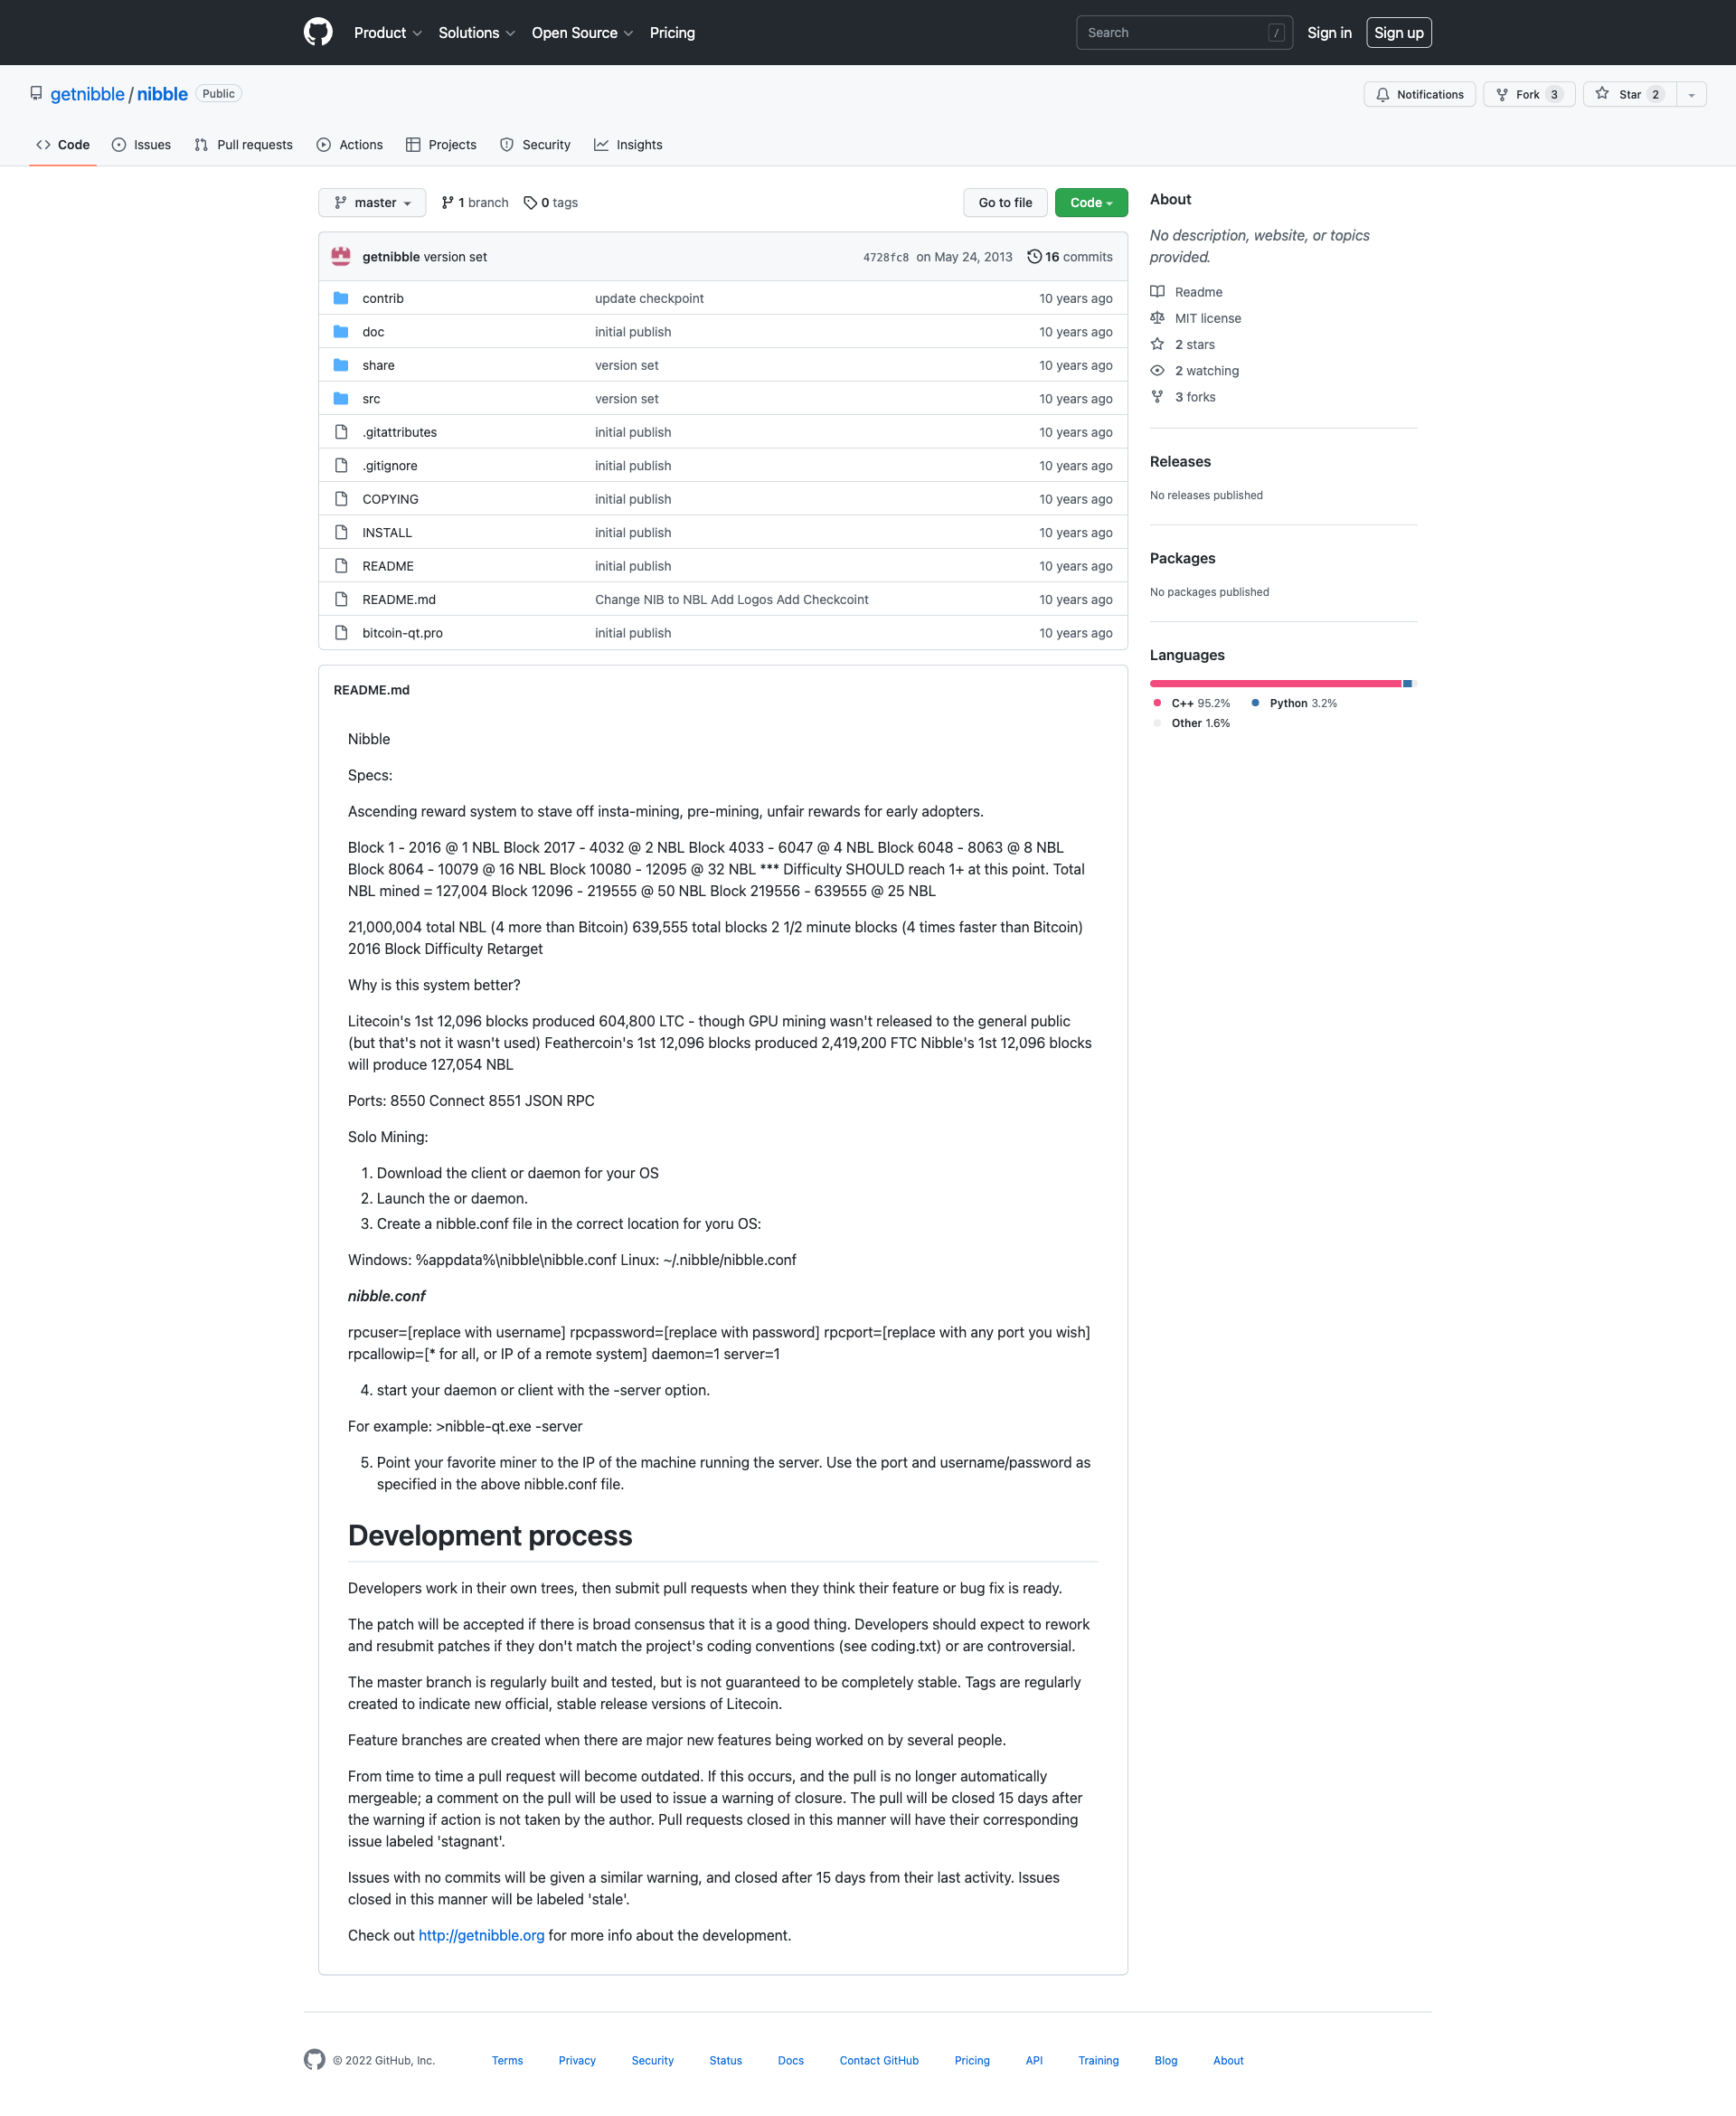 Product Solutions Open Source Pricing Search / Sign in Sign up
getnibble / nibble Public Notifications Fork 3 Star 2
Code Issues Pull requests Actions Projects Security Insights
master 1 branch 0 tags Go to file Code
getnibble version set 4728fc8 on May 24, 2013 16 commits
contrib update checkpoint 10 years ago
doc initial publish 10 years ago
share version set 10 years ago
src version set 10 years ago
.gitattributes initial publish 10 years ago
.gitignore initial publish 10 years ago
COPYING initial publish 10 years ago
INSTALL initial publish 10 years ago
README initial publish 10 years ago
README.md Change NIB to NBL Add Logos Add Checkcoint 10 years ago
bitcoin-qt.pro initial publish 10 years ago
README.md
Nibble
Specs:
Ascending reward system to stave off insta-mining, pre-mining, unfair rewards for early adopters.
Block 1 - 2016 @ 1 NBL Block 2017 - 4032 @ 2 NBL Block 4033 - 6047 @ 4 NBL Block 6048 - 8063 @ 8 NBL
Block 8064 - 10079 @ 16 NBL Block 10080 - 12095 @ 32 NBL *** Difficulty SHOULD reach 1+ at this point. Total
NBL mined = 127,004 Block 12096 - 219555 @ 50 NBL Block 219556 - 639555 @ 25 NBL
21,000,004 total NBL (4 more than Bitcoin) 639,555 total blocks 2 1/2 minute blocks (4 times faster than Bitcoin)
2016 Block Difficulty Retarget
Why is this system better?
Litecoin's 1st 12,096 blocks produced 604,800 LTC - though GPU mining wasn't released to the general public
(but that's not it wasn't used) Feathercoin's 1st 12,096 blocks produced 2,419,200 FTC Nibble's 1st 12,096 blocks
will produce 127,054 NBL
Ports: 8550 Connect 8551 JSON RPC
Solo Mining:
1. Download the client or daemon for your OS
2. Launch the or daemon.
3. Create a nibble.conf file in the correct location for yoru OS:
Windows: %appdata%\nibble\nibble.conf Linux: ~/.nibble/nibble.conf
nibble.conf
rpcuser=[replace with username] rpcpassword=[replace with password] rpcport=[replace with any port you wish]
rpcallowip=[* for all, or IP of a remote system] daemon=1 server=1
4. start your daemon or client with the -server option.
For example: >nibble-qt.exe -server
5. Point your favorite miner to the IP of the machine running the server. Use the port and username/password as
specified in the above nibble.conf file.
Development process
Developers work in their own trees, then submit pull requests when they think their feature or bug fix is ready.
The patch will be accepted if there is broad consensus that it is a good thing. Developers should expect to rework
and resubmit patches if they don't match the project's coding conventions (see coding.txt) or are controversial.
The master branch is regularly built and tested, but is not guaranteed to be completely stable. Tags are regularly
created to indicate new official, stable release versions of Litecoin.
Feature branches are created when there are major new features being worked on by several people.
From time to time a pull request will become outdated. If this occurs, and the pull is no longer automatically
mergeable; a comment on the pull will be used to issue a warning of closure. The pull will be closed 15 days after
the warning if action is not taken by the author. Pull requests closed in this manner will have their corresponding
issue labeled 'stagnant'.
Issues with no commits will be given a similar warning, and closed after 15 days from their last activity. Issues
closed in this manner will be labeled 'stale'.
Check out http://getnibble.org for more info about the development.
About
No description, website, or topics
provided.
Readme
MIT license
2 stars
2 watching
3 forks
Releases
No releases published
Packages
No packages published
Languages
C++ 95.2% Python 3.2%
Other 1.6%
© 2022 GitHub, Inc. Terms Privacy Security Status Docs Contact GitHub Pricing API Training Blog About